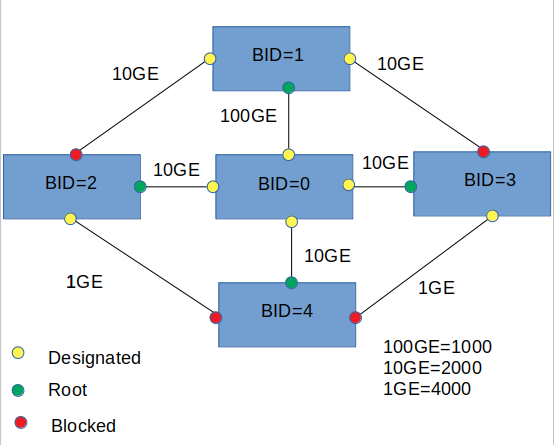 BID=1
10GE
10GE
100GE
BID=2
10GE
BID=0
10GE
BID=3
10GE
1GE
1GE
BID=4
Designated
Root
Blocked
100GE=1000
10GE=2000
1GE=4000